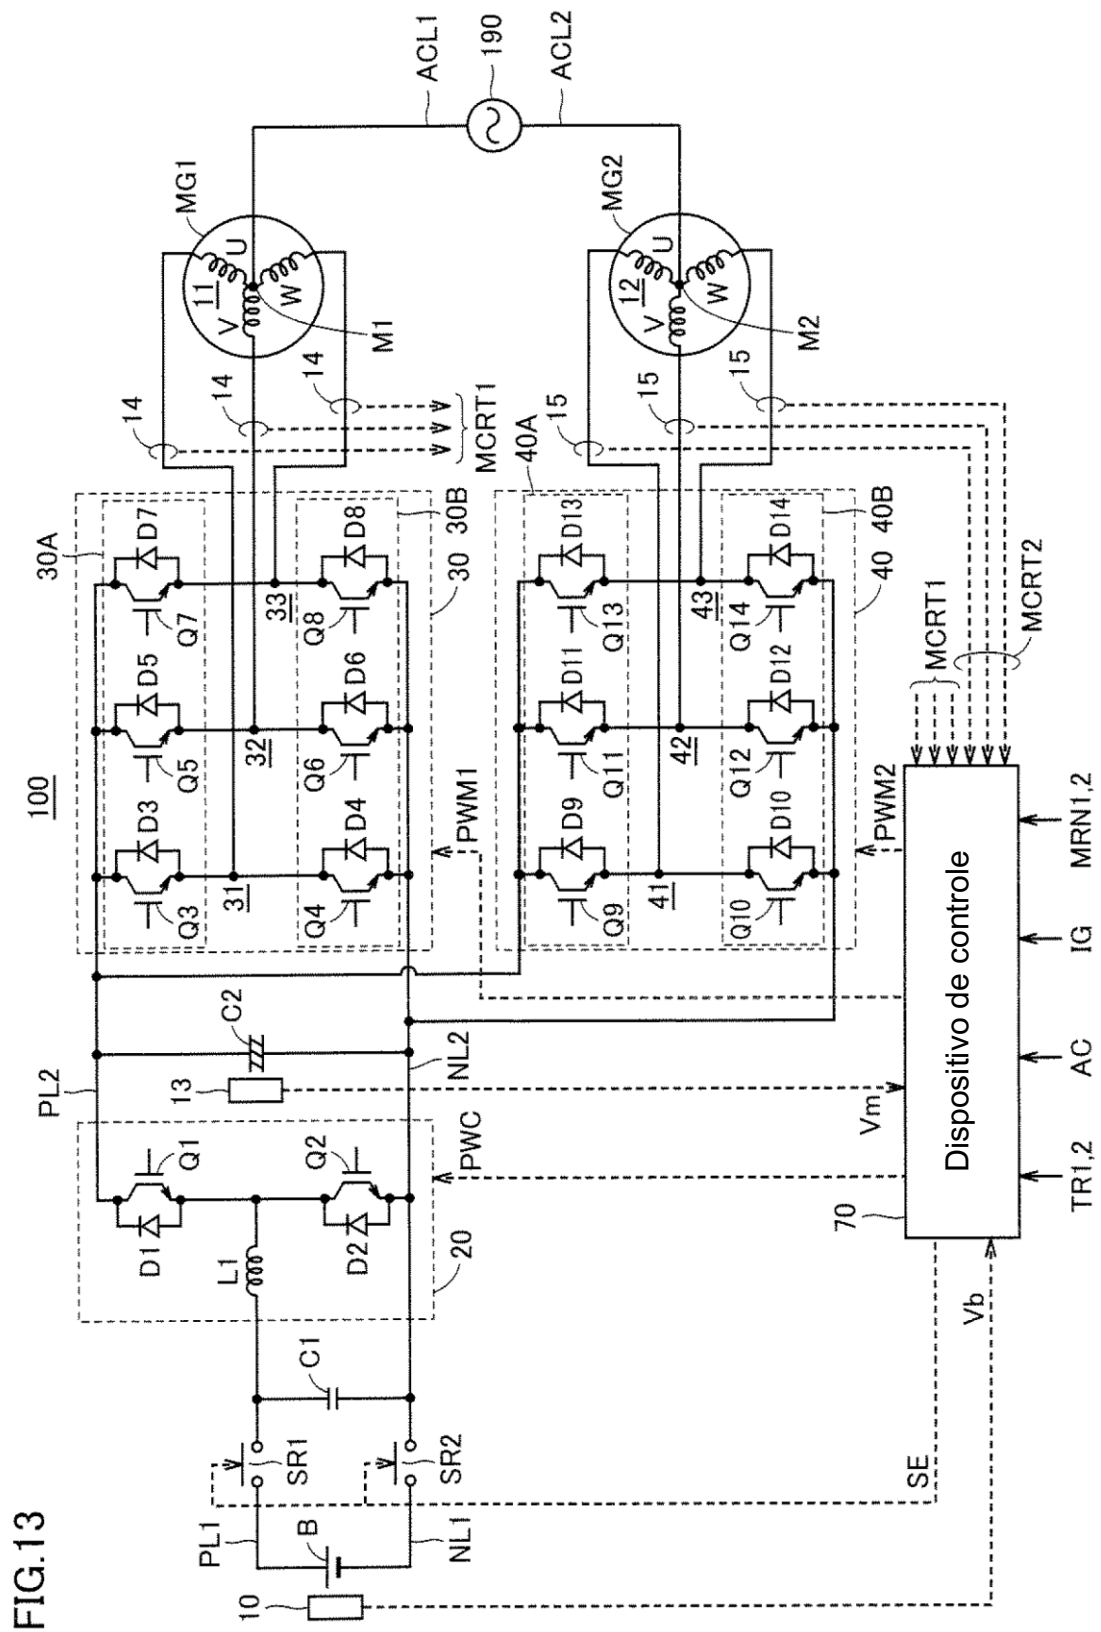 FIG.13
100
PL1
B
NL1
10
SR1
SR2
C1
L1
D1
Q1
D2
Q2
20
PL2
NL2
13
C2
PWC
Vm
SE
Vb
30A
Q3
D3
Q5
D5
Q7
D7
31
32
33
Q4
D4
Q6
D6
Q8
D8
30B
30
PWM1
14
14
14
MCRT1
MG1
11
U
V
W
M1
ACL1
190
ACL2
40A
Q9
D9
Q11
D11
Q13
D13
41
42
43
Q10
D10
Q12
D12
Q14
D14
40B
40
PWM2
15
15
15
MG2
12
U
V
W
M2
MCRT1
MCRT2
70
Dispositivo de controle
TR1,2
AC
IG
MRN1,2